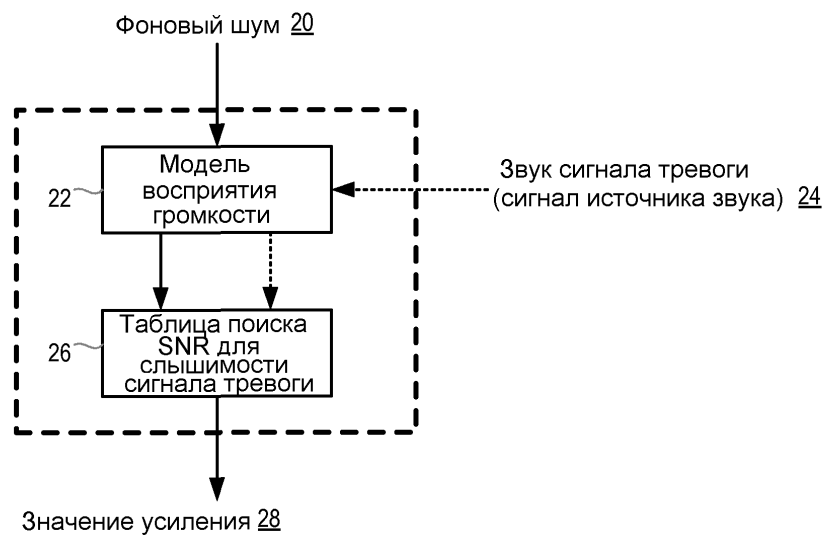 Фоновый шум 20
Модель
восприятия
громкости
22
Звук сигнала тревоги
(сигнал источника звука) 24
Таблица поиска
SNR для
слышимости
сигнала тревоги
26
Значение усиления 28